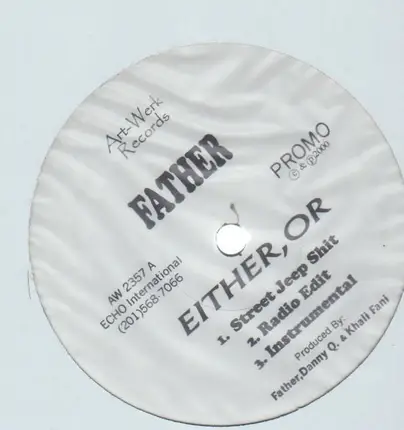 Art-Werk
Records
FATHER
PROMO
© & ℗ 2000
AW 2357 A
ECHO International
(201)568-7066
EITHER, OR
1. Street Jeep Shit
2. Radio Edit
3. Instrumental
Produced By:
Father,Danny Q. & Khali Fani